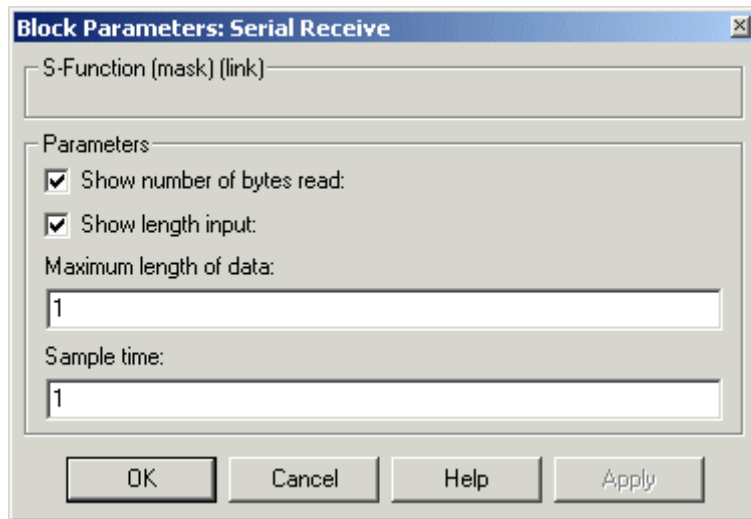 Block Parameters: Serial Receive
S-Function (mask) (link)
Parameters
Show number of bytes read:
Show length input:
Maximum length of data:
1
Sample time:
1
OK Cancel Help Apply